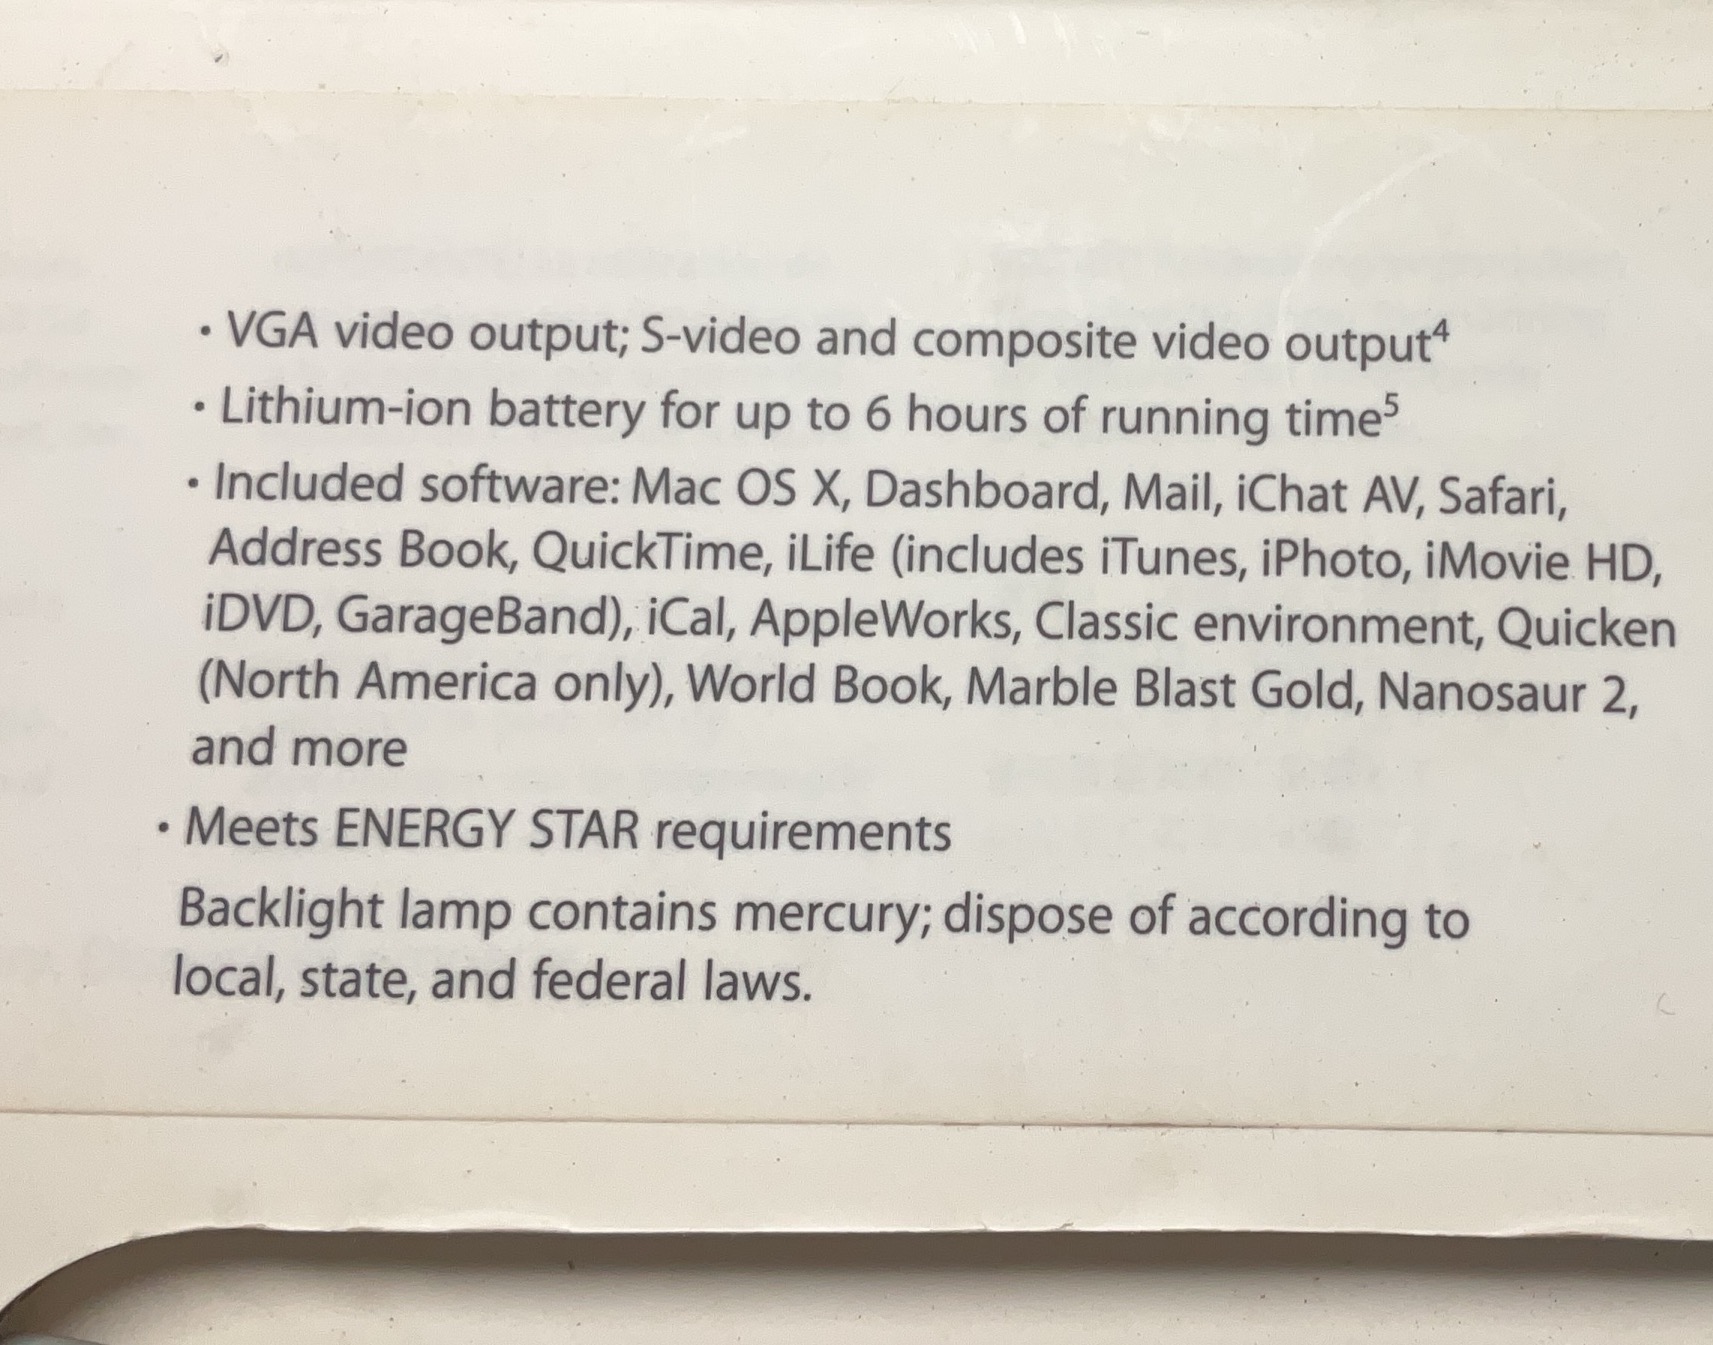 · VGA video output; S-video and composite video output⁴
· Lithium-ion battery for up to 6 hours of running time⁵
· Included software: Mac OS X, Dashboard, Mail, iChat AV, Safari,
Address Book, QuickTime, iLife (includes iTunes, iPhoto, iMovie HD,
iDVD, GarageBand), iCal, AppleWorks, Classic environment, Quicken
(North America only), World Book, Marble Blast Gold, Nanosaur 2,
and more
· Meets ENERGY STAR requirements
Backlight lamp contains mercury; dispose of according to
local, state, and federal laws.